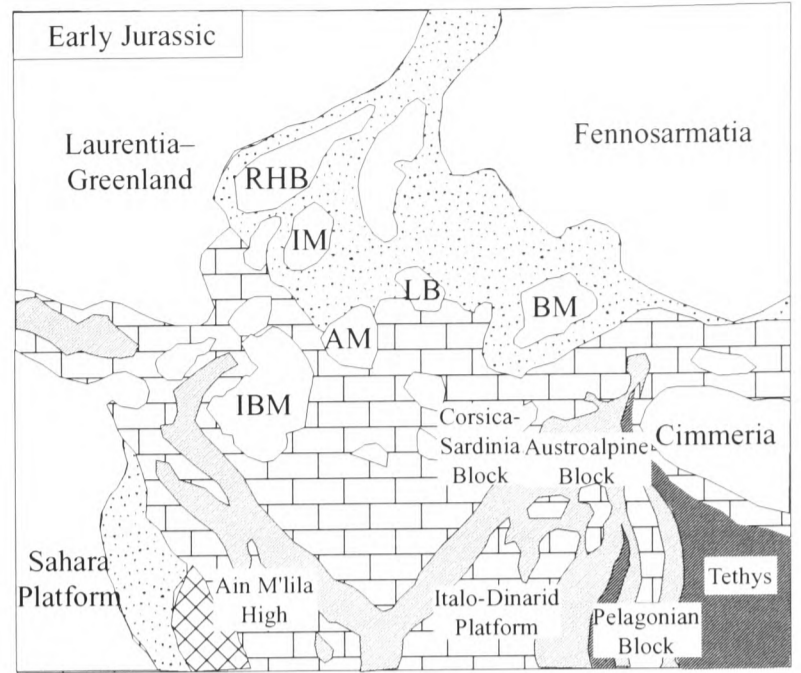 Early Jurassic
Laurentia–
Greenland
Fennosarmatia
RHB
IM
LB
BM
AM
IBM
Corsica-
Sardinia
Block
Austroalpine
Block
Cimmeria
Sahara
Platform
Ain M'lila
High
Italo-Dinarid
Platform
Pelagonian
Block
Tethys